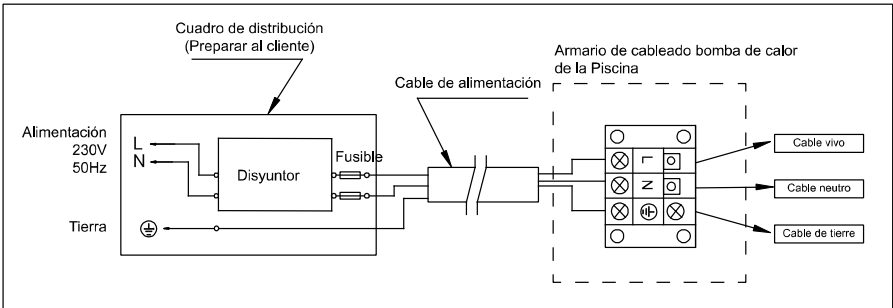 Cuadro de distribución
(Preparar al cliente)
Armario de cableado bomba de calor
de la Piscina
Cable de alimentación
Alimentación
230V
50Hz
L
N
Disyuntor
Fusible
Tierra
L
N
Cable vivo
Cable neutro
Cable de tierre